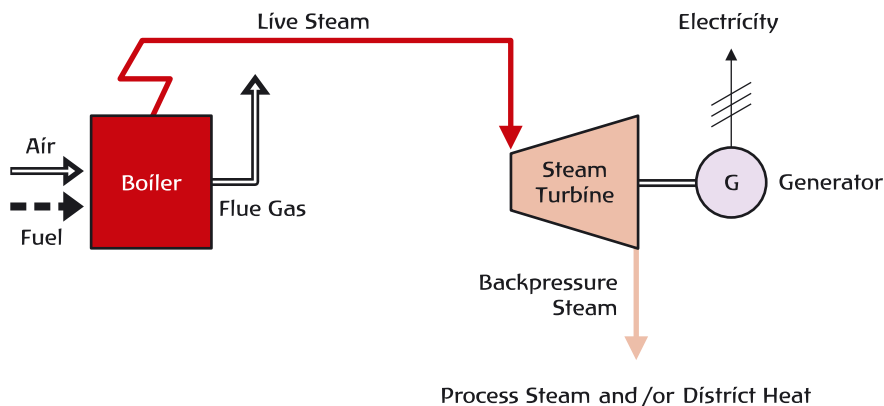 Live Steam
Electricity
Air
Boiler
Fuel
Flue Gas
Steam
Turbine
G
Generator
Backpressure
Steam
Process Steam and/or District Heat